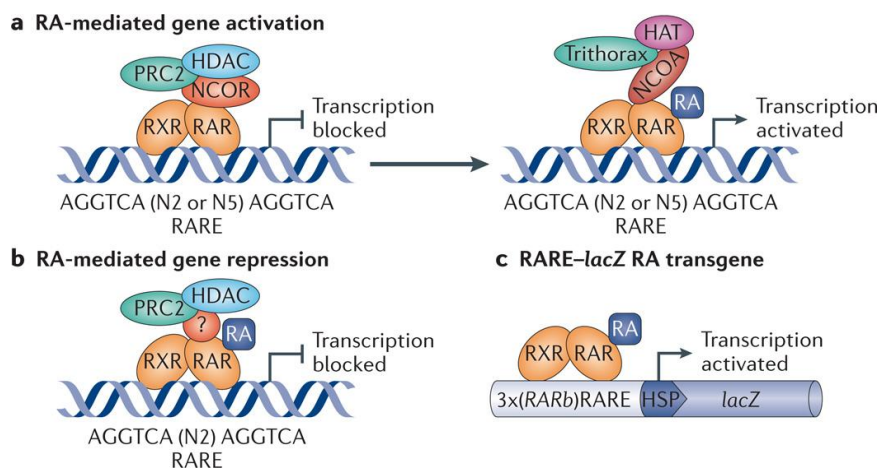 a RA-mediated gene activation
HDAC
PRC2
NCOR
RXR
RAR
Transcription
blocked
AGGTCA (N2 or N5) AGGTCA
RARE
HAT
Trithorax
NCOA
RA
RXR
RAR
Transcription
activated
AGGTCA (N2 or N5) AGGTCA
RARE
b RA-mediated gene repression
HDAC
PRC2
?
RA
RXR
RAR
Transcription
blocked
AGGTCA (N2) AGGTCA
RARE
c RARE–lacZ RA transgene
RA
RXR
RAR
Transcription
activated
3x(RARb)RARE
HSP
lacZ